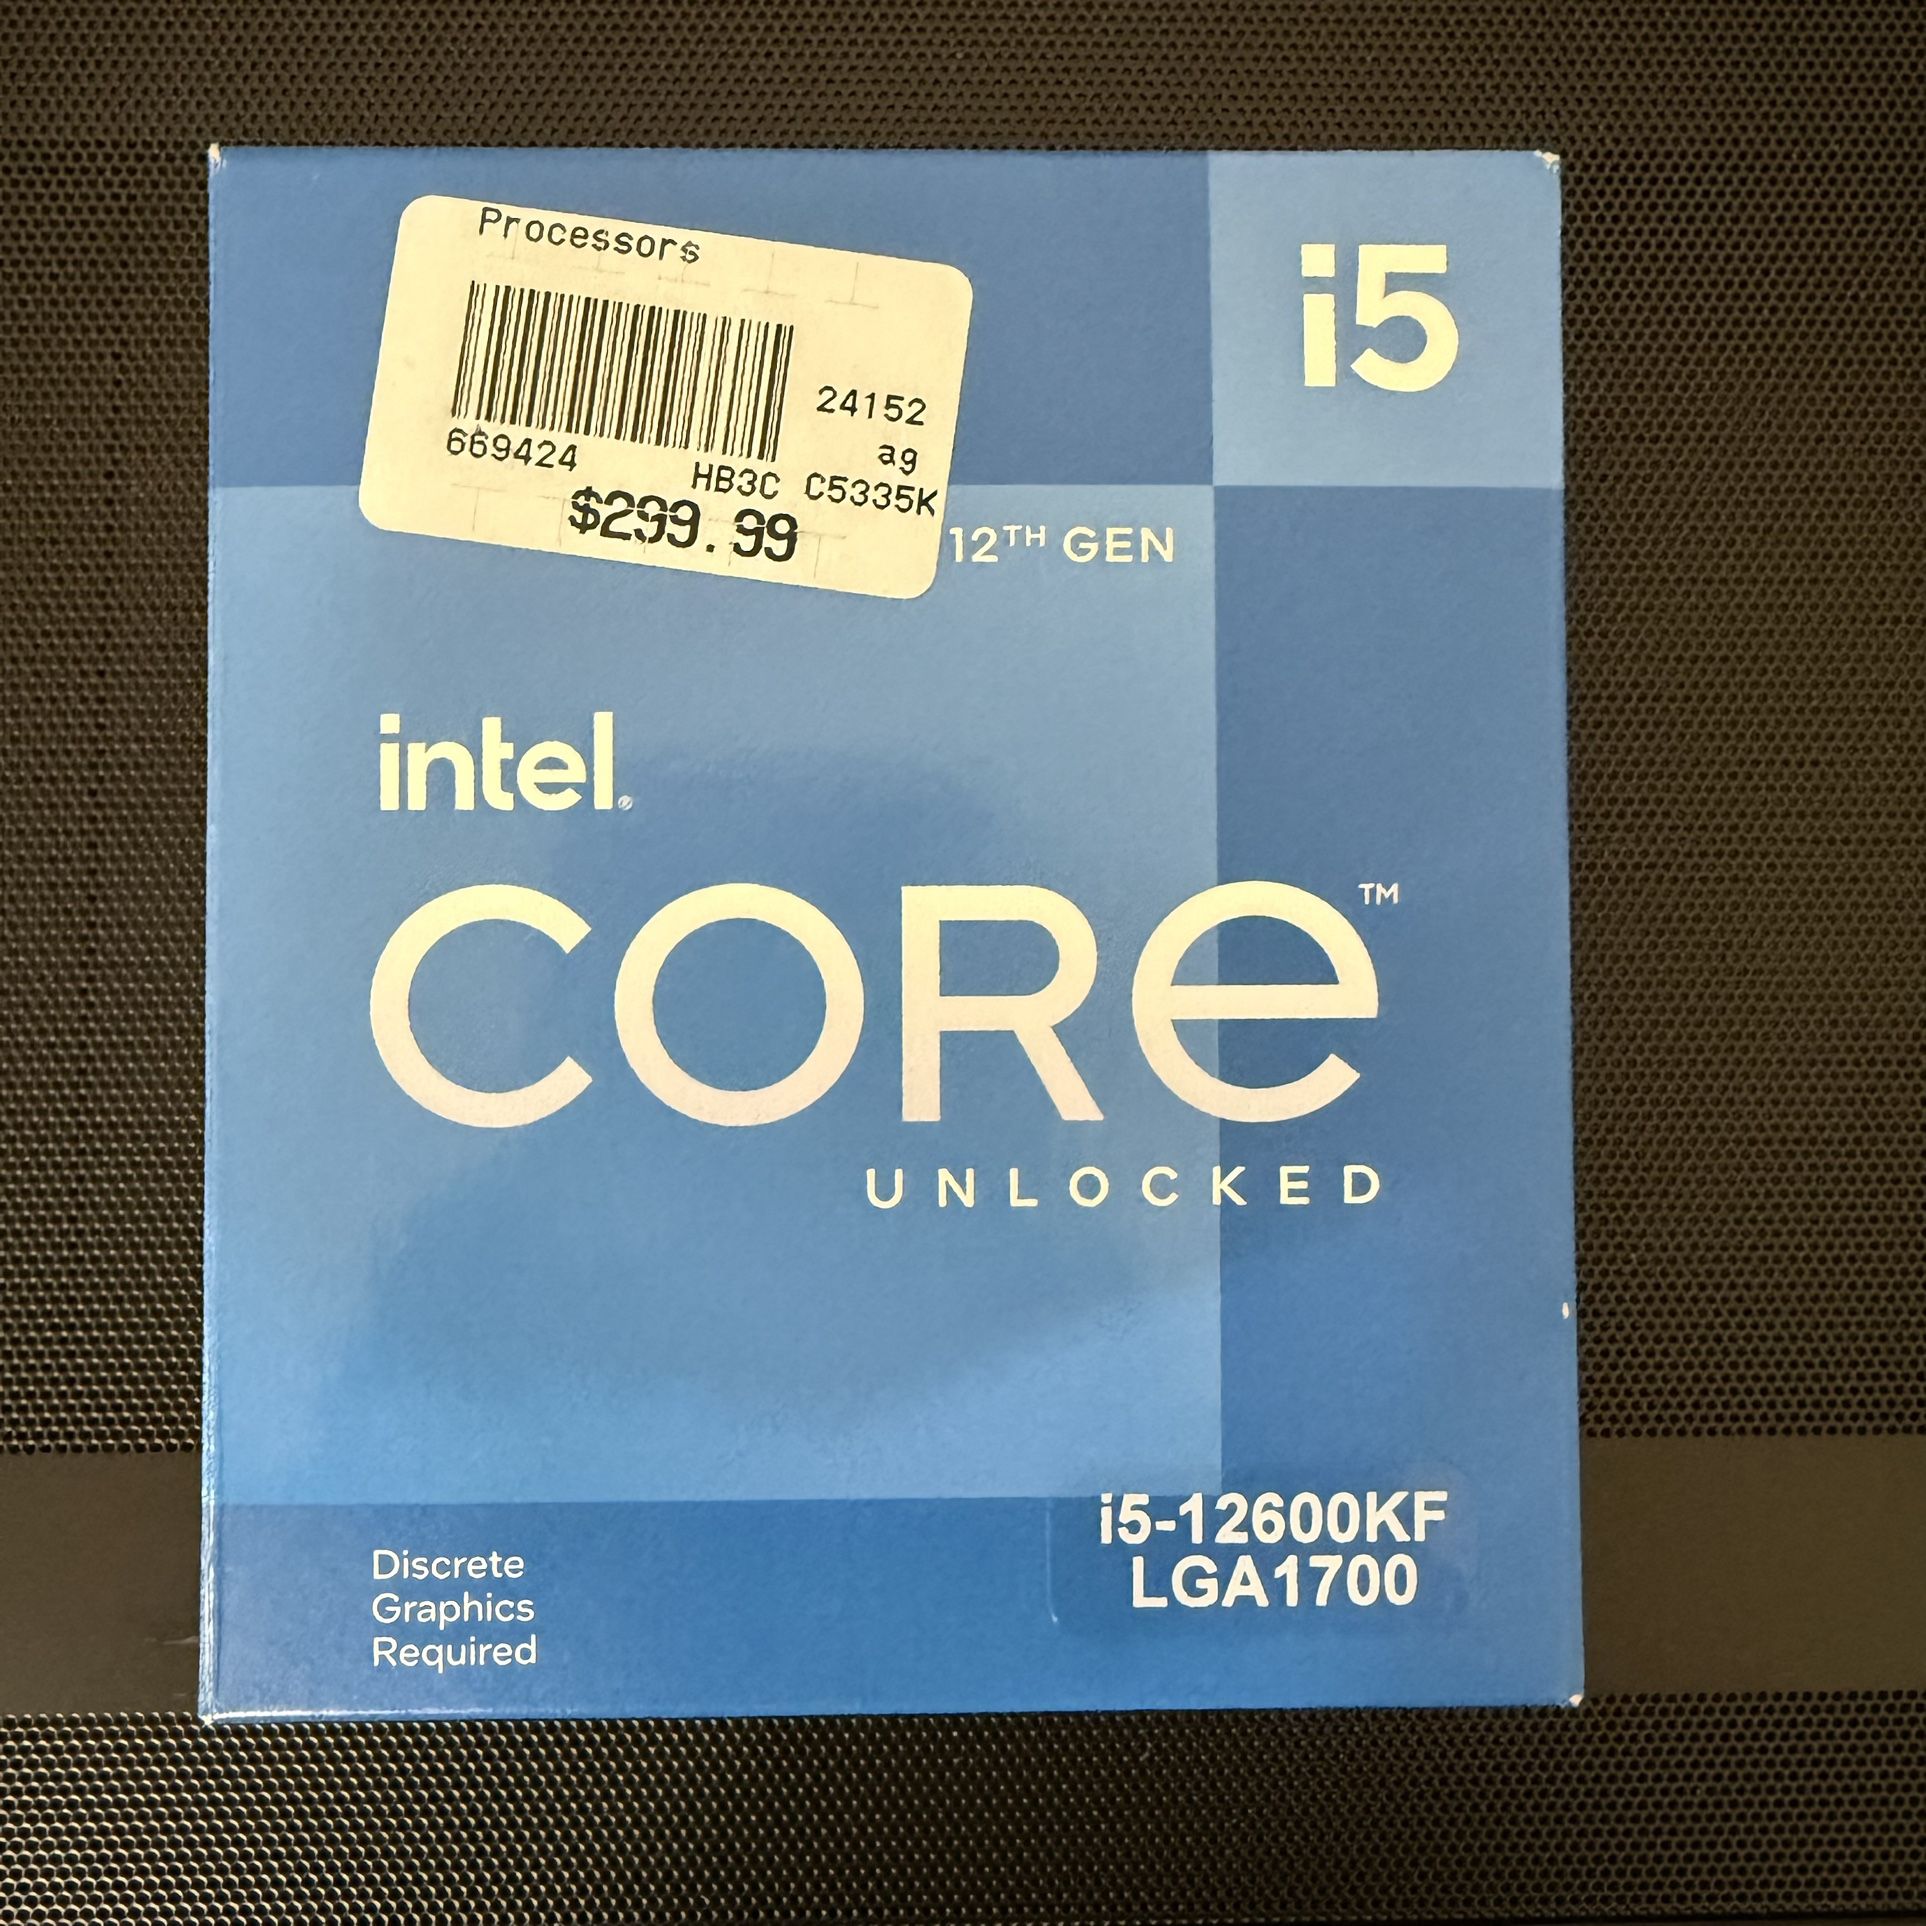 Processors
24152
669424
ag
HB3C C5335K
$299.99
i5
12TH GEN
intel®
CORe™
UNLOCKED
i5-12600KF
LGA1700
Discrete
Graphics
Required